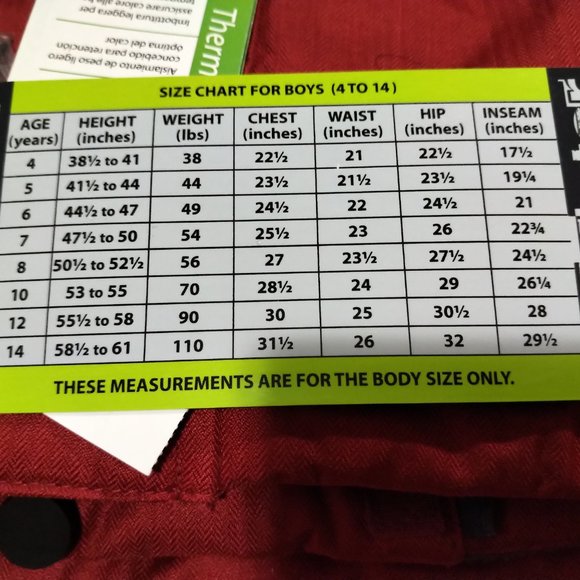 Therm
imbottitura leggera per
assicurare calore
Aislamiento de peso ligero
concebido para retención
optima del calor
SIZE CHART FOR BOYS (4 TO 14)
AGE (years) HEIGHT (inches) WEIGHT (lbs) CHEST (inches) WAIST (inches) HIP (inches) INSEAM (inches)
4 38½ to 41 38 22½ 21 22½ 17½
5 41½ to 44 44 23½ 21½ 23½ 19¼
6 44½ to 47 49 24½ 22 24½ 21
7 47½ to 50 54 25½ 23 26 22¾
8 50½ to 52½ 56 27 23½ 27½ 24½
10 53 to 55 70 28½ 24 29 26¼
12 55½ to 58 90 30 25 30½ 28
14 58½ to 61 110 31½ 26 32 29½
THESE MEASUREMENTS ARE FOR THE BODY SIZE ONLY.